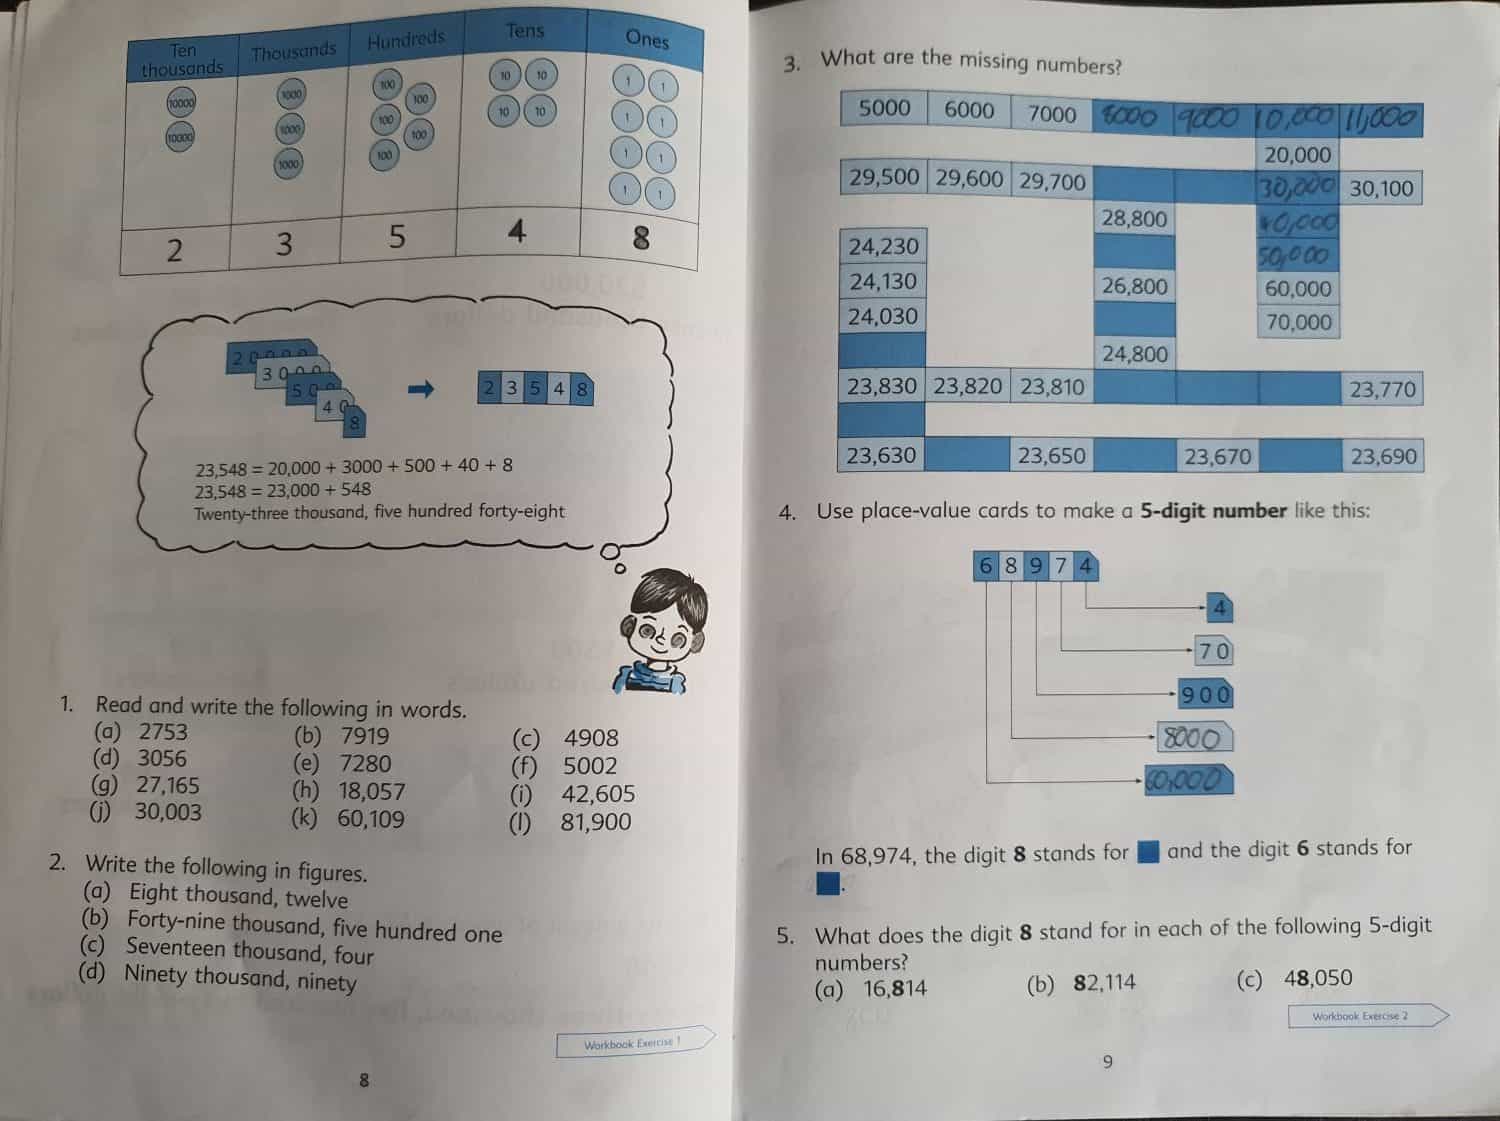 Ten thousands Thousands Hundreds Tens Ones
10000 1000 100 10 10 1 1
1000 100 100 10 10 1 1
10000 1000 100 100 1 1
100 1 1
2 3 5 4 8
20000
3000
500
40
8
2 3 5 4 8
23,548 = 20,000 + 3000 + 500 + 40 + 8
23,548 = 23,000 + 548
Twenty-three thousand, five hundred forty-eight
1. Read and write the following in words.
(a) 2753 (b) 7919 (c) 4908
(d) 3056 (e) 7280 (f) 5002
(g) 27,165 (h) 18,057 (i) 42,605
(j) 30,003 (k) 60,109 (l) 81,900
2. Write the following in figures.
(a) Eight thousand, twelve
(b) Forty-nine thousand, five hundred one
(c) Seventeen thousand, four
(d) Ninety thousand, ninety
Workbook Exercise 1
8
3. What are the missing numbers?
5000 6000 7000 8000 9000 10,000 11,000
20,000
29,500 29,600 29,700 30,000 30,100
28,800 40,000
24,230 50,000
24,130 26,800 60,000
24,030 70,000
24,800
23,830 23,820 23,810 23,770
23,630 23,650 23,670 23,690
4. Use place-value cards to make a 5-digit number like this:
6 8 9 7 4
4
70
900
8000
60,000
In 68,974, the digit 8 stands for and the digit 6 stands for
.
5. What does the digit 8 stand for in each of the following 5-digit
numbers?
(a) 16,814 (b) 82,114 (c) 48,050
Workbook Exercise 2
9